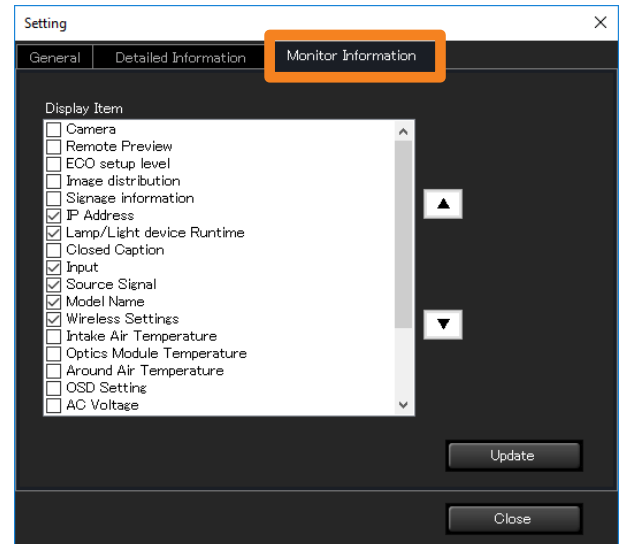 Setting
General Detailed Information Monitor Information
Display Item
Camera
Remote Preview
ECO setup level
Image distribution
Signage information
IP Address
Lamp/Light device Runtime
Closed Caption
Input
Source Signal
Model Name
Wireless Settings
Intake Air Temperature
Optics Module Temperature
Around Air Temperature
OSD Setting
AC Voltage
Update
Close